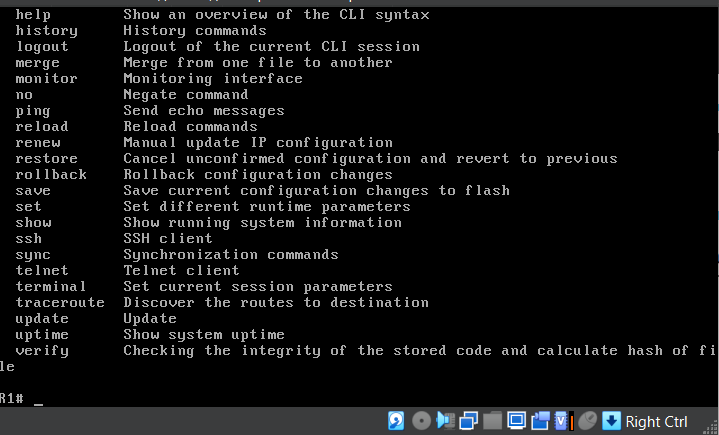 help Show an overview of the CLI syntax
history History commands
logout Logout of the current CLI session
merge Merge from one file to another
monitor Monitoring interface
no Negate command
ping Send echo messages
reload Reload commands
renew Manual update IP configuration
restore Cancel unconfirmed configuration and revert to previous
rollback Rollback configuration changes
save Save current configuration changes to flash
set Set different runtime parameters
show Show running system information
ssh SSH client
sync Synchronization commands
telnet Telnet client
terminal Set current session parameters
traceroute Discover the routes to destination
update Update
uptime Show system uptime
verify Checking the integrity of the stored code and calculate hash of fi
le
R1# _
Right Ctrl